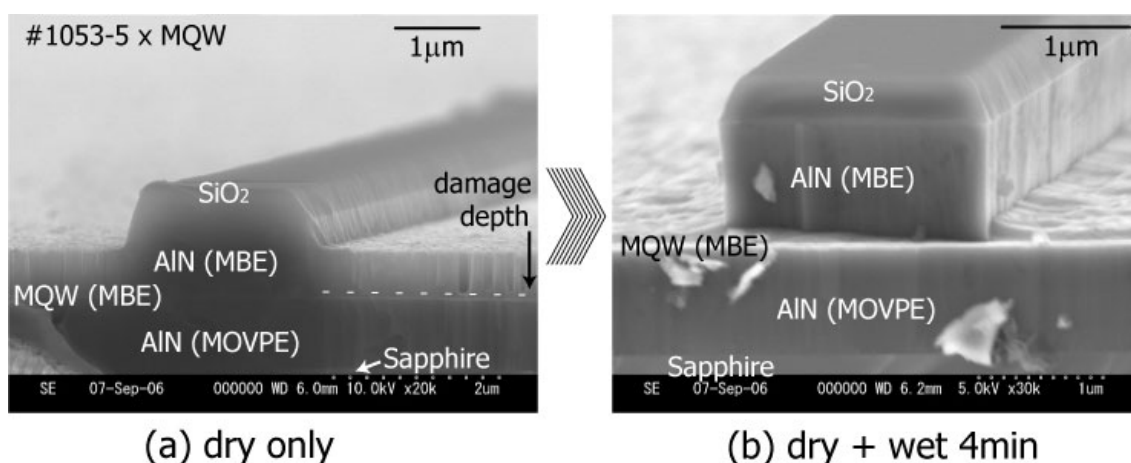 #1053-5 x MQW
1μm
SiO₂
damage
depth
AlN (MBE)
MQW (MBE)
AlN (MOVPE)
Sapphire
SE 07-Sep-06 000000 WD 6.0mm 10.0kV x20k 2um
(a) dry only
1μm
SiO₂
AlN (MBE)
MQW (MBE)
AlN (MOVPE)
Sapphire
SE 07-Sep-06 000000 WD 6.2mm 5.0kV x30k 1um
(b) dry + wet 4min